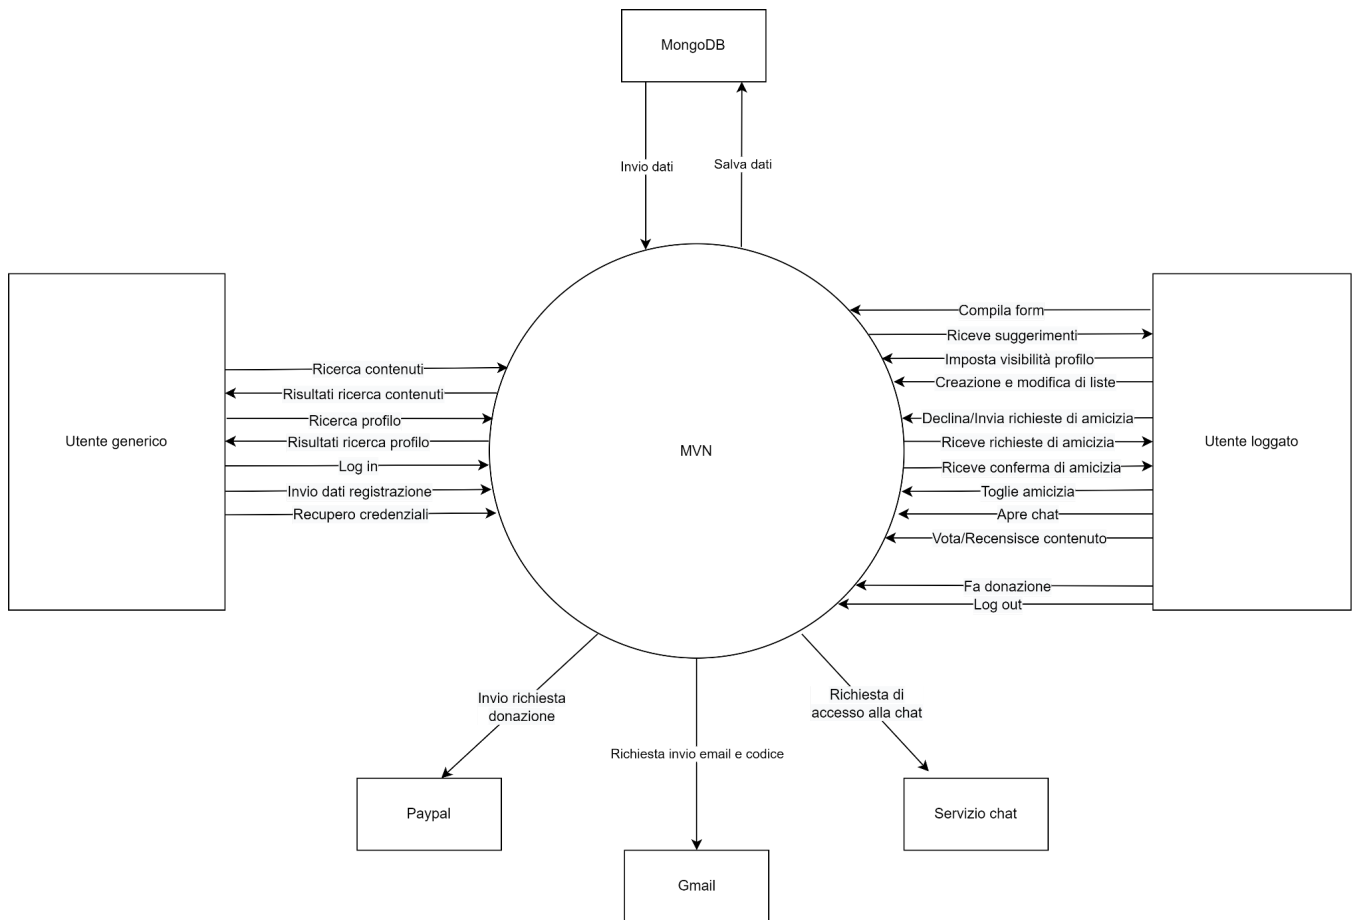 MongoDB
Invio dati
Salva dati
Utente generico
Ricerca contenuti
Risultati ricerca contenuti
Ricerca profilo
Risultati ricerca profilo
Log in
Invio dati registrazione
Recupero credenziali
MVN
Compila form
Riceve suggerimenti
Imposta visibilità profilo
Creazione e modifica di liste
Declina/Invia richieste di amicizia
Riceve richieste di amicizia
Riceve conferma di amicizia
Toglie amicizia
Apre chat
Vota/Recensisce contenuto
Fa donazione
Log out
Utente loggato
Invio richiesta
donazione
Richiesta invio email e codice
Richiesta di
accesso alla chat
Paypal
Gmail
Servizio chat